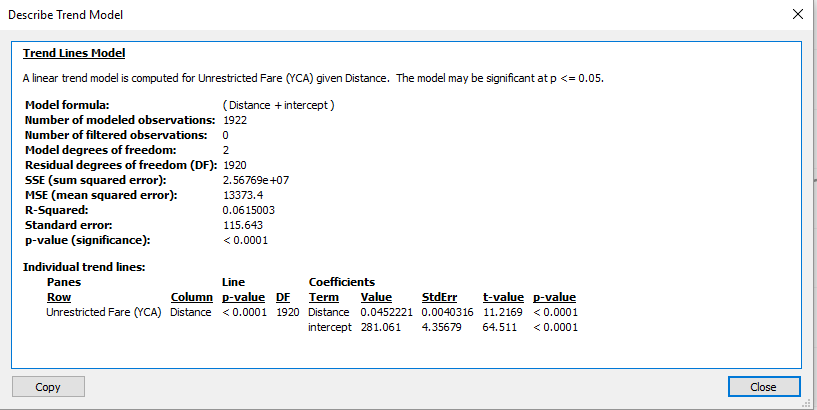 Describe Trend Model
Trend Lines Model
A linear trend model is computed for Unrestricted Fare (YCA) given Distance.  The model may be significant at p <= 0.05.
Model formula: ( Distance + intercept )
Number of modeled observations: 1922
Number of filtered observations: 0
Model degrees of freedom: 2
Residual degrees of freedom (DF): 1920
SSE (sum squared error): 2.56769e+07
MSE (mean squared error): 13373.4
R-Squared: 0.0615003
Standard error: 115.643
p-value (significance): < 0.0001
Individual trend lines:
Panes Line Coefficients
Row Column p-value DF Term Value StdErr t-value p-value
Unrestricted Fare (YCA) Distance < 0.0001 1920 Distance 0.0452221 0.0040316 11.2169 < 0.0001
intercept 281.061 4.35679 64.511 < 0.0001
Copy Close